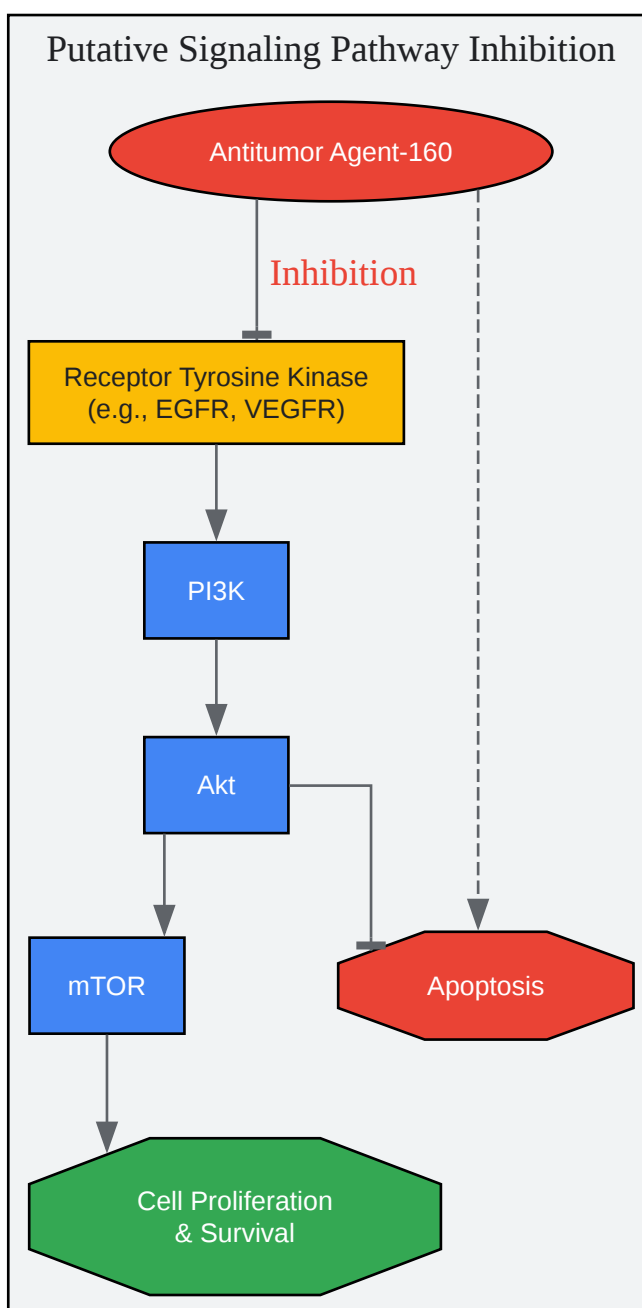 Putative Signaling Pathway Inhibition
Antitumor Agent-160
Inhibition
Receptor Tyrosine Kinase
(e.g., EGFR, VEGFR)
PI3K
Akt
mTOR
Apoptosis
Cell Proliferation
& Survival